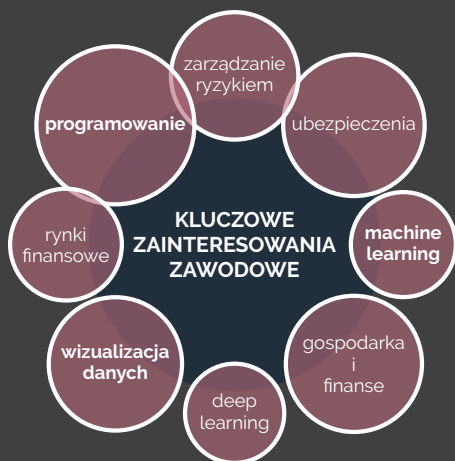 zarządzanie
ryzykiem
programowanie
ubezpieczenia
KLUCZOWE
ZAINTERESOWANIA
ZAWODOWE
rynki
finansowe
machine
learning
wizualizacja
danych
gospodarka
i
finanse
deep
learning